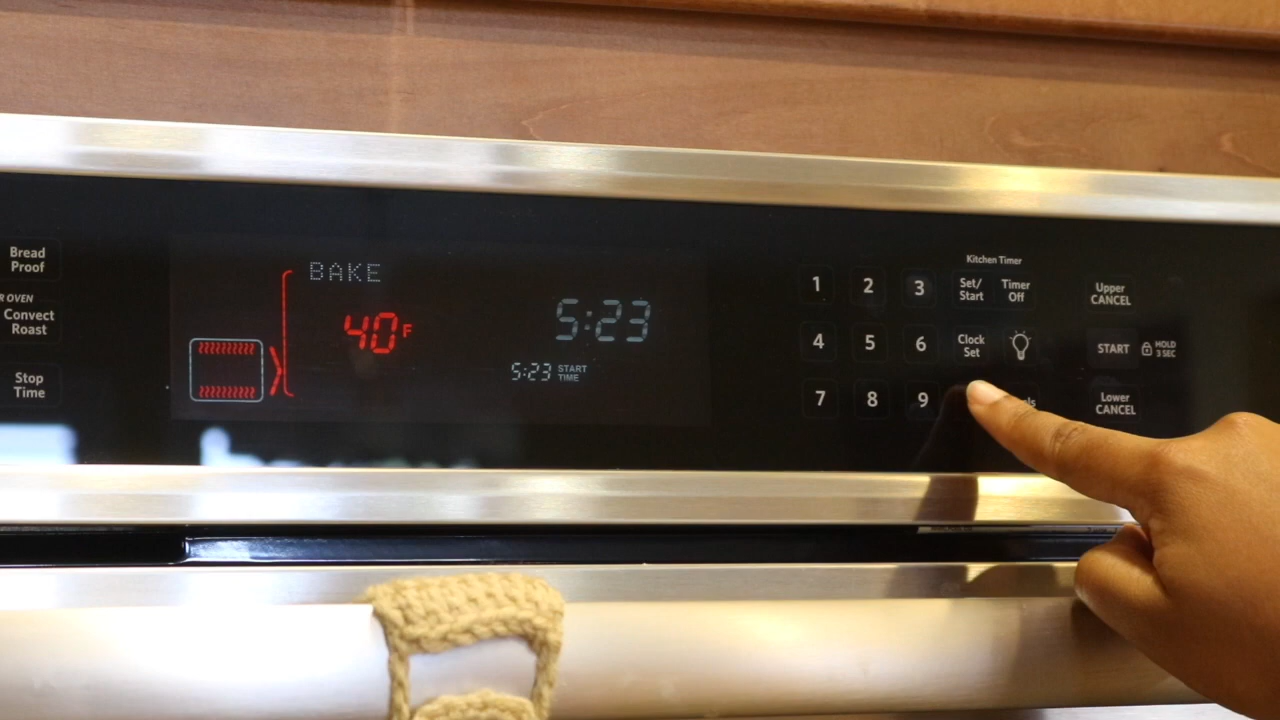 Bread
Proof
R OVEN
Convect
Roast
Stop
Time
BAKE
40°F
5:23
5:23 START
TIME
Kitchen Timer
1 2 3 Set/
Start Timer
Off
4 5 6 Clock
Set
7 8 9
Upper
CANCEL
START HOLD
3 SEC
Lower
CANCEL